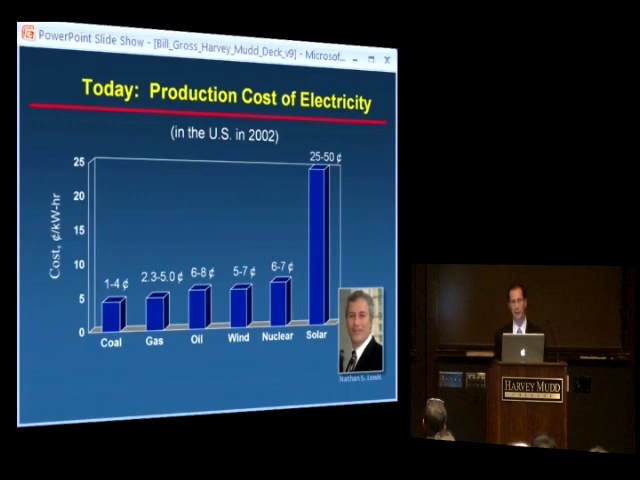 PowerPoint Slide Show - [Bill_Gross_Harvey_Mudd_Deck_v9] - Microsof...
Today: Production Cost of Electricity
(in the U.S. in 2002)
Cost, ¢/kW-hr
25
20
15
10
5
0
1-4 ¢
2.3-5.0 ¢
6-8 ¢
5-7 ¢
6-7 ¢
25-50 ¢
Coal
Gas
Oil
Wind
Nuclear
Solar
Nathan S. Lewis
HARVEY MUDD
COLLEGE